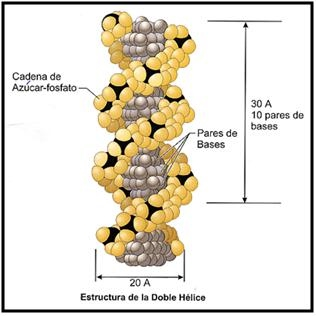 Cadena de
Azúcar-fosfato
30 A
10 pares de
bases
Pares de
Bases
20 A
Estructura de la Doble Hélice